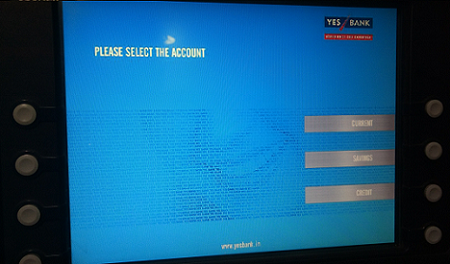 YES BANK
PLEASE SELECT THE ACCOUNT
CURRENT
SAVINGS
CREDIT
www.yesbank.in